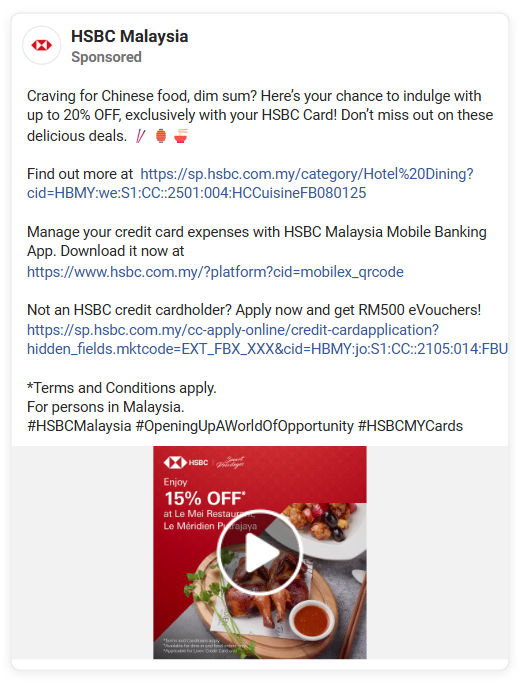 HSBC Malaysia
Sponsored
Craving for Chinese food, dim sum? Here's your chance to indulge with
up to 20% OFF, exclusively with your HSBC Card! Don't miss out on these
delicious deals. 🥢 🏮 🍜
Find out more at https://sp.hsbc.com.my/category/Hotel%20Dining?
cid=HBMY:we:S1:CC::2501:004:HCCuisineFB080125
Manage your credit card expenses with HSBC Malaysia Mobile Banking
App. Download it now at
https://www.hsbc.com.my/?platform?cid=mobilex_qrcode
Not an HSBC credit cardholder? Apply now and get RM500 eVouchers!
https://sp.hsbc.com.my/cc-apply-online/credit-cardapplication?
hidden_fields.mktcode=EXT_FBX_XXX&cid=HBMY:jo:S1:CC::2105:014:FBU
*Terms and Conditions apply.
For persons in Malaysia.
#HSBCMalaysia #OpeningUpAWorldOfOpportunity #HSBCMYCards
HSBC Smart Privileges
Enjoy
15% OFF*
at Le Mei Restaurant,
Le Méridien Putrajaya
*Terms and Conditions apply